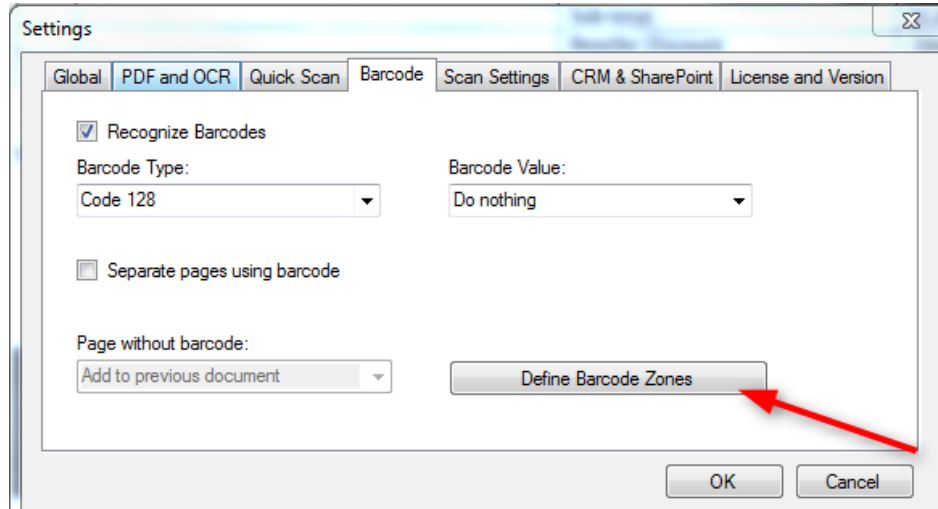 Settings
Global PDF and OCR Quick Scan Barcode Scan Settings CRM & SharePoint License and Version
Recognize Barcodes
Barcode Type: Barcode Value:
Code 128 Do nothing
Separate pages using barcode
Page without barcode:
Add to previous document Define Barcode Zones
OK Cancel